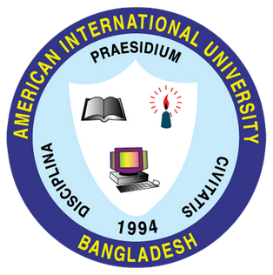 AMERICAN INTERNATIONAL UNIVERSITY
PRAESIDIUM
DISCIPLINA
CIVITATIS
1994
BANGLADESH